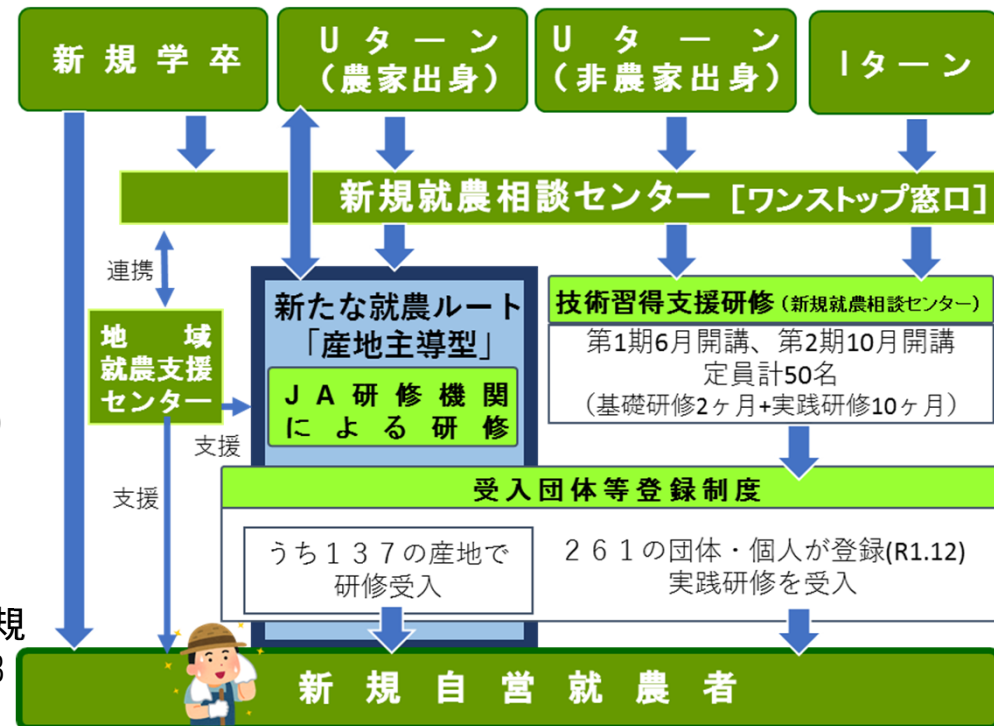 新規学卒
Uターン
（農家出身）
Uターン
（非農家出身）
Iターン
新規就農相談センター［ワンストップ窓口］
連携
地域
就農支援
センター
新たな就農ルート
「産地主導型」
JA研修機関
による研修
技術習得支援研修（新規就農相談センター）
第1期6月開講、第2期10月開講
定員計50名
（基礎研修2ヶ月+実践研修10ヶ月）
支援
支援
受入団体等登録制度
うち１３７の産地で
研修受入
２６１の団体・個人が登録(R1.12)
実践研修を受入
規
新規自営就農者